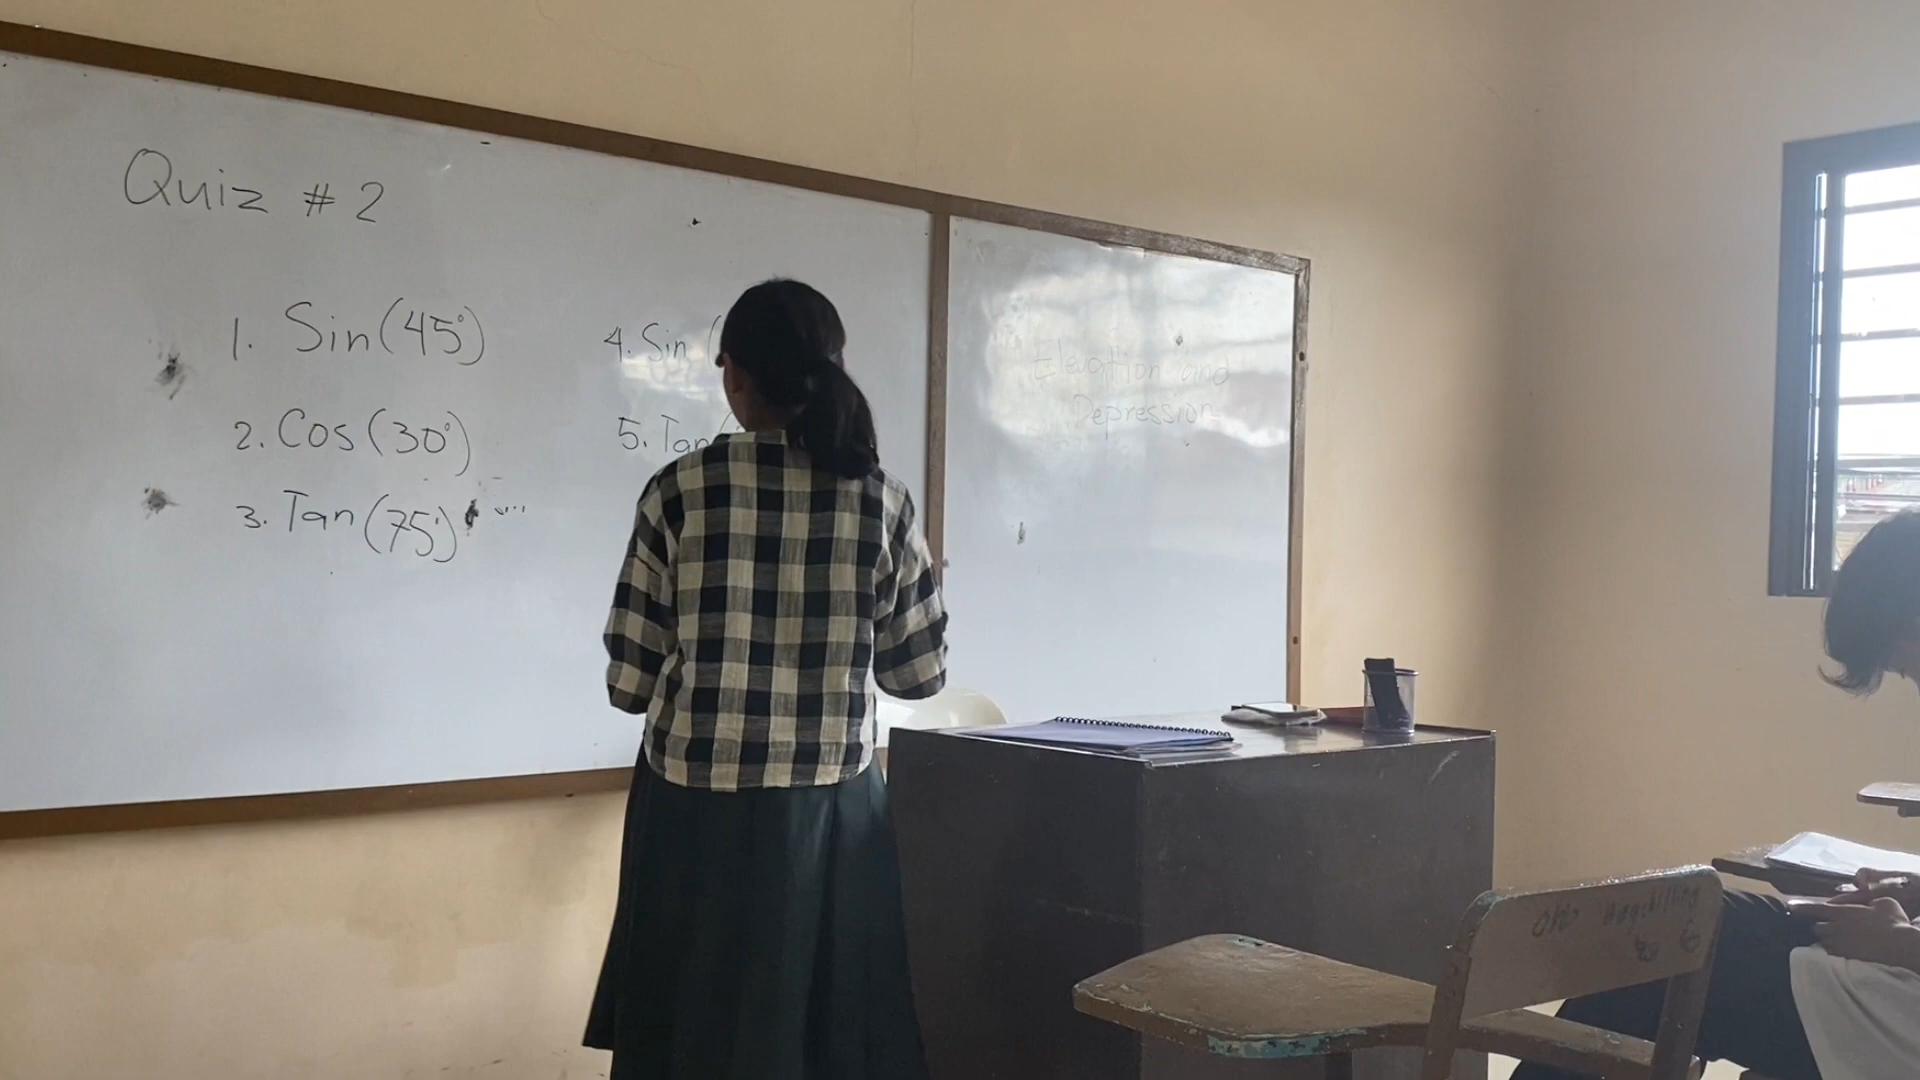 Quiz # 2
1. Sin(45°)
2. Cos(30°)
3. Tan(75°)
4. Sin (
5. Tan(
Elevation and
Depression